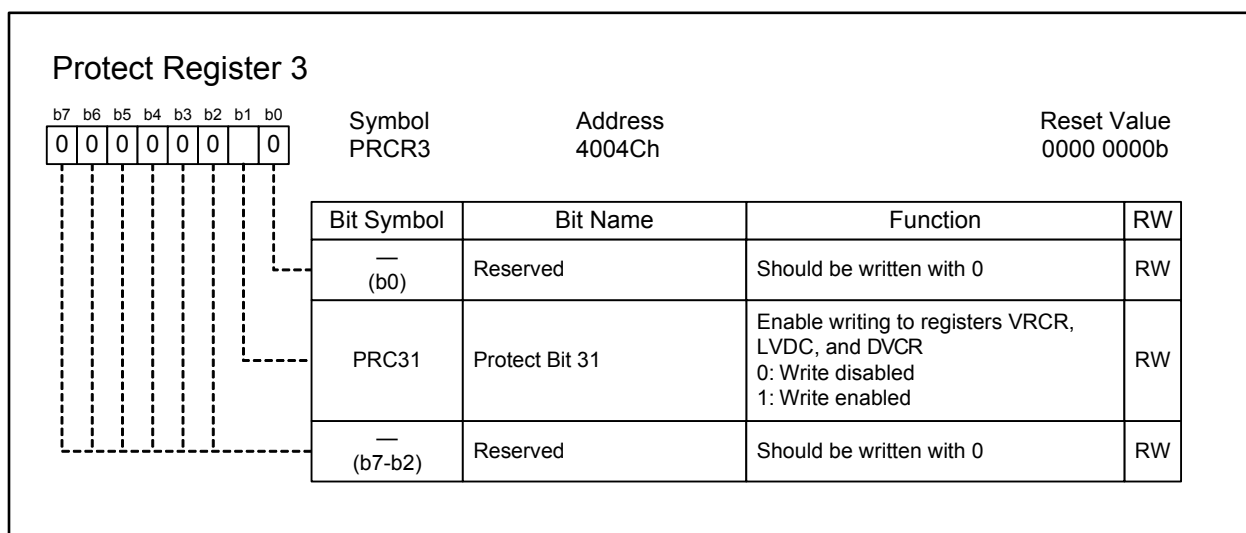 Protect Register 3
b7 b6 b5 b4 b3 b2 b1 b0
0 0 0 0 0 0 0
Symbol Address Reset Value
PRCR3 4004Ch 0000 0000b
Bit Symbol Bit Name Function RW
— (b0) Reserved Should be written with 0 RW
PRC31 Protect Bit 31 Enable writing to registers VRCR,
LVDC, and DVCR
0: Write disabled
1: Write enabled RW
— (b7-b2) Reserved Should be written with 0 RW